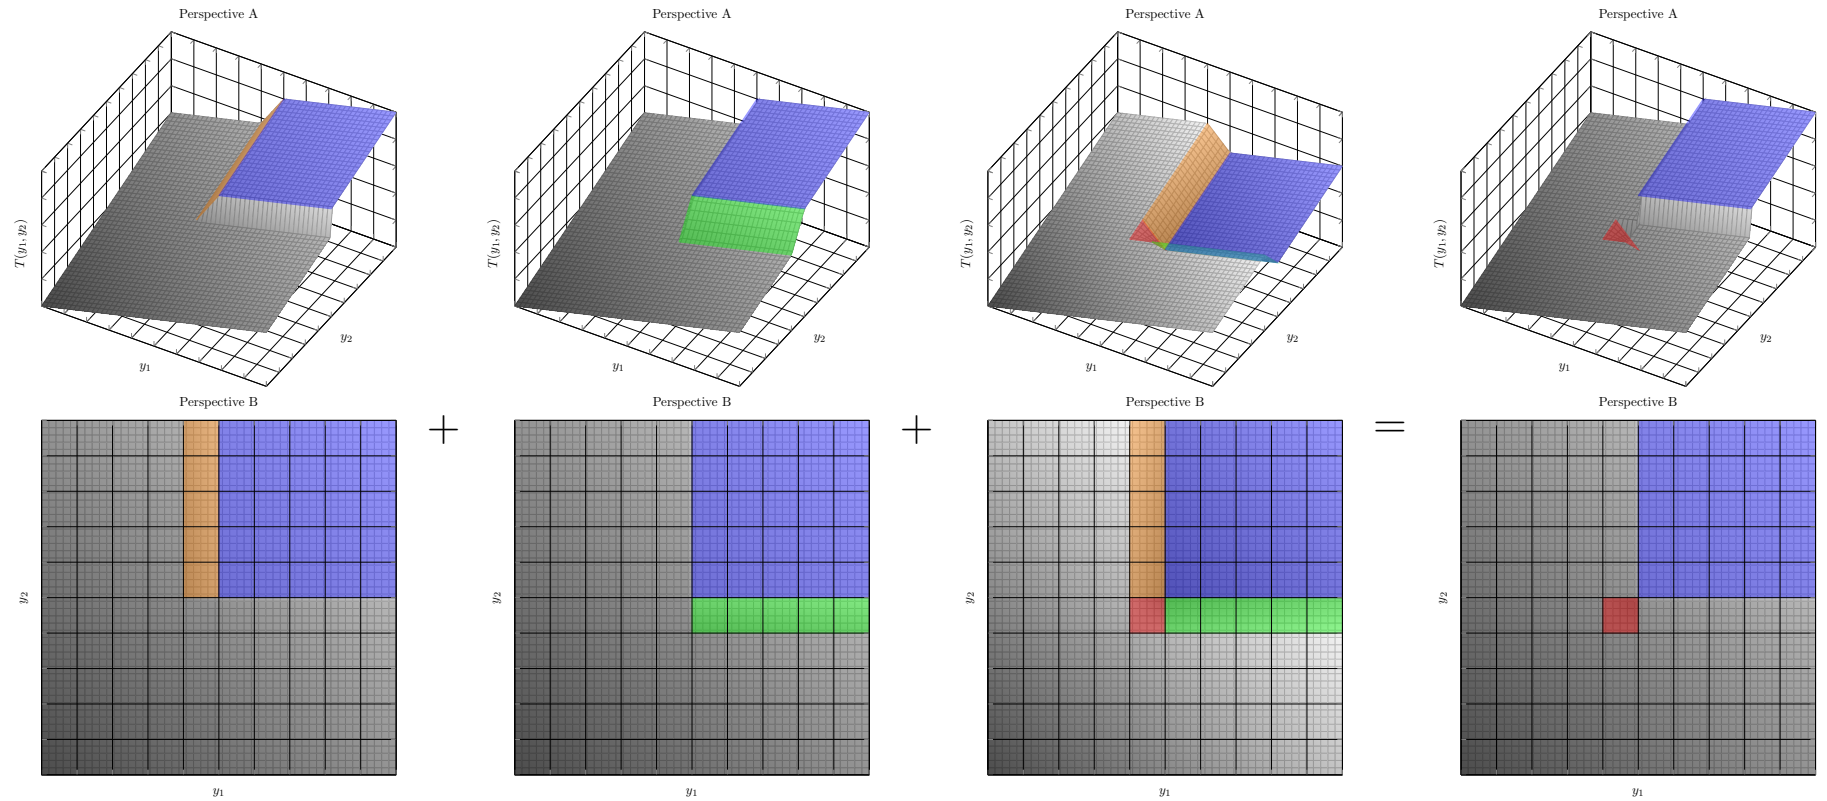 Perspective A
Perspective A
Perspective A
Perspective A
T(y₁, y₂)
T(y₁, y₂)
T(y₁, y₂)
T(y₁, y₂)
y₂
y₂
y₂
y₂
y₁
y₁
y₁
y₁
Perspective B
Perspective B
Perspective B
Perspective B
+
+
=
y₂
y₂
y₂
y₂
y₁
y₁
y₁
y₁